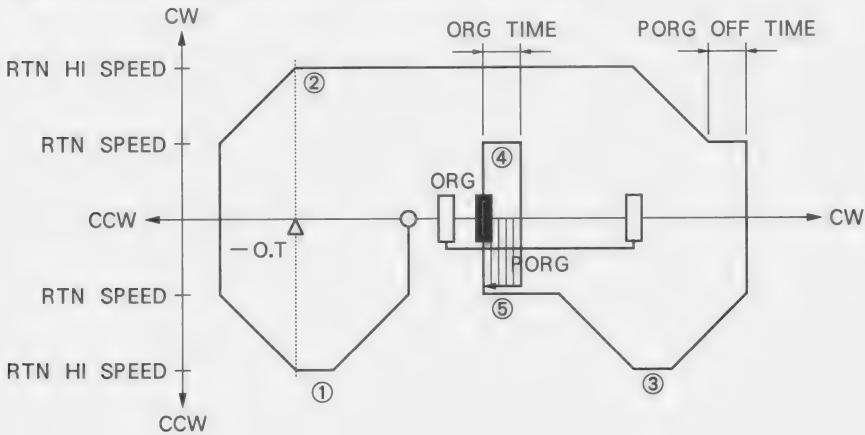 CW
ORG TIME
PORG OFF TIME
RTN HI SPEED
②
RTN SPEED
④
ORG
CCW
CW
−O.T
PORG
RTN SPEED
⑤
RTN HI SPEED
①
③
CCW